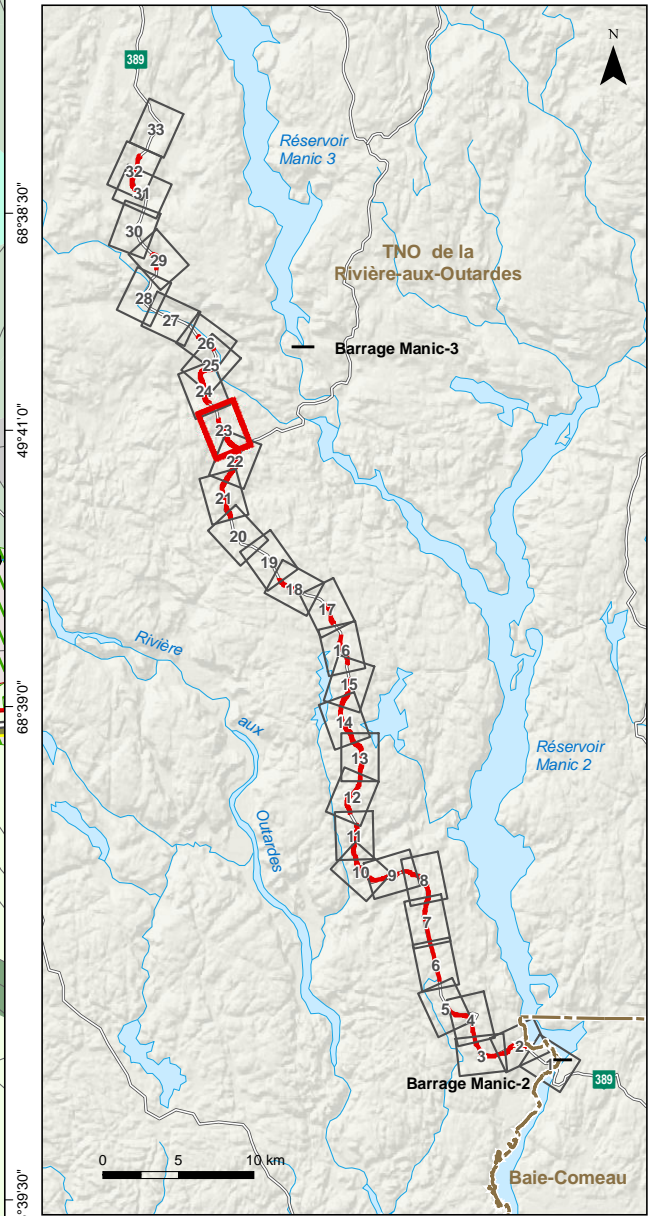 N
389
33
Réservoir
Manic 3
32
31
68°38'30"
30
TNO de la
Rivière-aux-Outardes
29
28
27
26
Barrage Manic-3
25
24
23
49°41'0"
22
21
20
19
18
17
Rivière
16
15
68°39'0"
14
aux
13
Réservoir
Manic 2
12
Outardes
11
10
9
8
7
6
5
4
2
3
1
389
Barrage Manic-2
0 5 10 km
Baie-Comeau
°39'30"